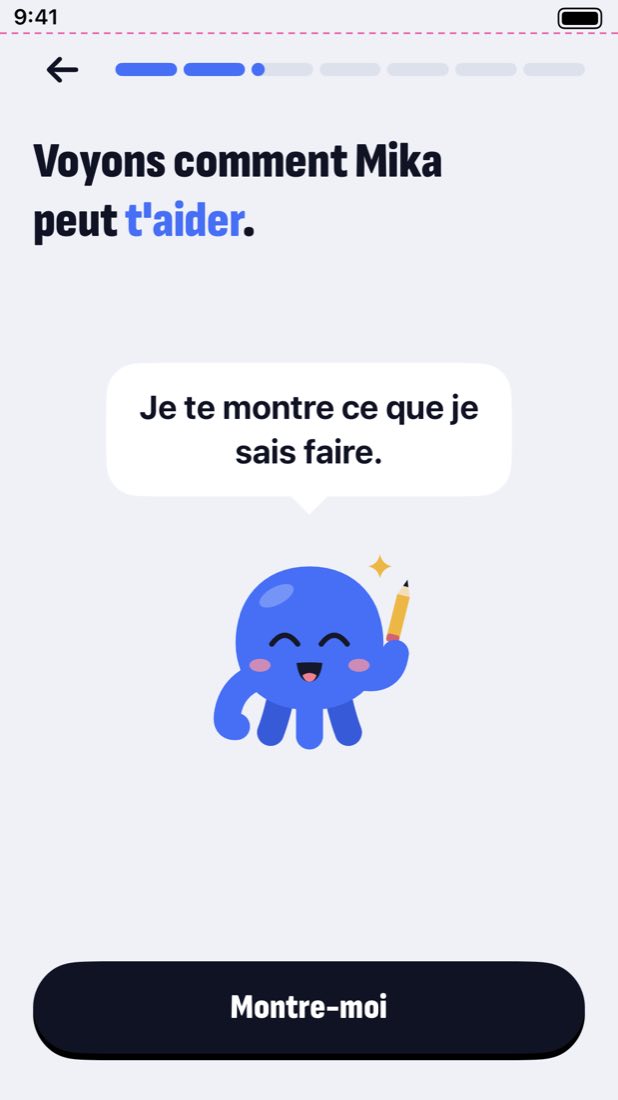 9:41
Voyons comment Mika
peut t'aider.
Je te montre ce que je
sais faire.
Montre-moi